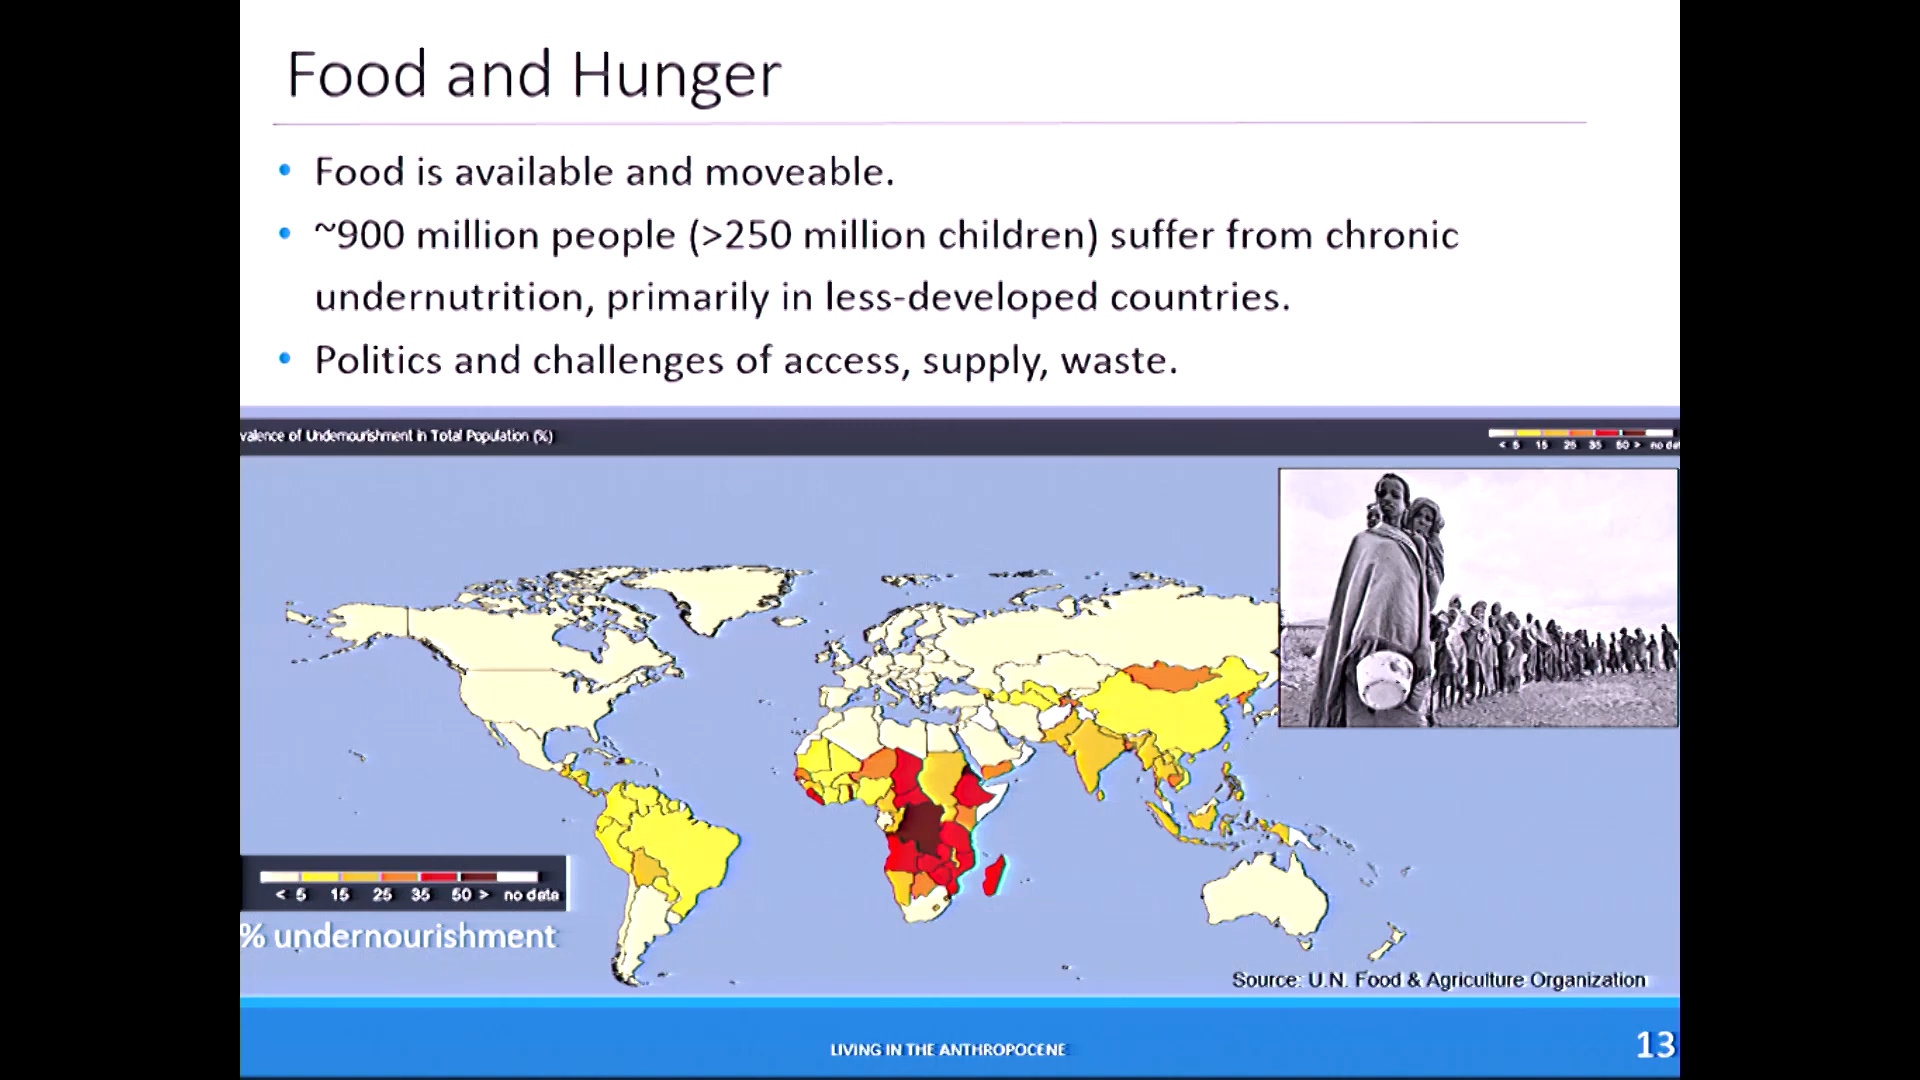 Food and Hunger
• Food is available and moveable.
• ~900 million people (>250 million children) suffer from chronic
undernutrition, primarily in less-developed countries.
• Politics and challenges of access, supply, waste.
valence of Undernourishment in Total Population (%)
< 5 15 25 35 50 > no dat
< 5 15 25 35 50 > no data
% undernourishment
Source: U.N. Food & Agriculture Organization
LIVING IN THE ANTHROPOCENE
13